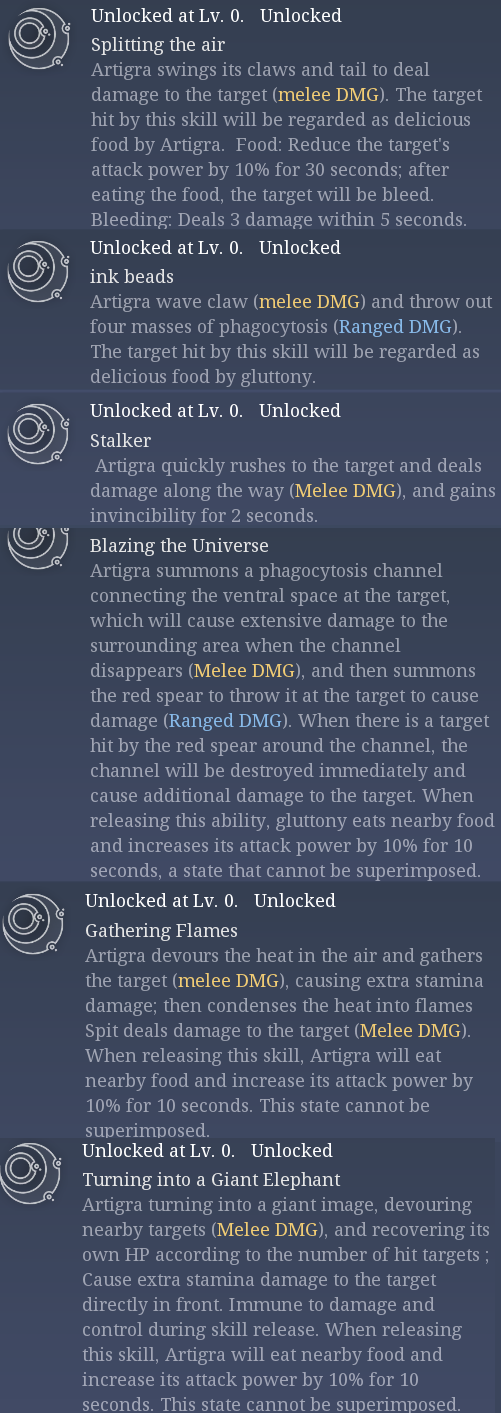 Unlocked at Lv. 0. Unlocked
Splitting the air
Artigra swings its claws and tail to deal
damage to the target (melee DMG). The target
hit by this skill will be regarded as delicious
food by Artigra. Food: Reduce the target's
attack power by 10% for 30 seconds; after
eating the food, the target will be bleed.
Bleeding: Deals 3 damage within 5 seconds.
Unlocked at Lv. 0. Unlocked
ink beads
Artigra wave claw (melee DMG) and throw out
four masses of phagocytosis (Ranged DMG).
The target hit by this skill will be regarded as
delicious food by gluttony.
Unlocked at Lv. 0. Unlocked
Stalker
Artigra quickly rushes to the target and deals
damage along the way (Melee DMG), and gains
invincibility for 2 seconds.
Blazing the Universe
Artigra summons a phagocytosis channel
connecting the ventral space at the target,
which will cause extensive damage to the
surrounding area when the channel
disappears (Melee DMG), and then summons
the red spear to throw it at the target to cause
damage (Ranged DMG). When there is a target
hit by the red spear around the channel, the
channel will be destroyed immediately and
cause additional damage to the target. When
releasing this ability, gluttony eats nearby food
and increases its attack power by 10% for 10
seconds, a state that cannot be superimposed.
Unlocked at Lv. 0. Unlocked
Gathering Flames
Artigra devours the heat in the air and gathers
the target (melee DMG), causing extra stamina
damage; then condenses the heat into flames
Spit deals damage to the target (Melee DMG).
When releasing this skill, Artigra will eat
nearby food and increase its attack power by
10% for 10 seconds. This state cannot be
superimposed.
Unlocked at Lv. 0. Unlocked
Turning into a Giant Elephant
Artigra turning into a giant image, devouring
nearby targets (Melee DMG), and recovering its
own HP according to the number of hit targets ;
Cause extra stamina damage to the target
directly in front. Immune to damage and
control during skill release. When releasing
this skill, Artigra will eat nearby food and
increase its attack power by 10% for 10
seconds. This state cannot be superimposed.